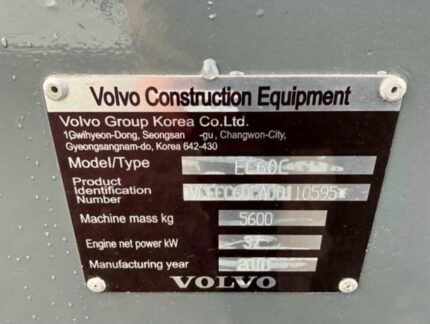 Volvo Construction Equipment
Volvo Group Korea Co.Ltd.
1Gwihyeon-Dong, Seongsan -gu, Changwon-City,
Gyeongsangnam-do, Korea 642-430
Model/Type EC60C
Product
Identification
Number
Machine mass kg 5600
Engine net power kW
Manufacturing year 2010
VOLVO